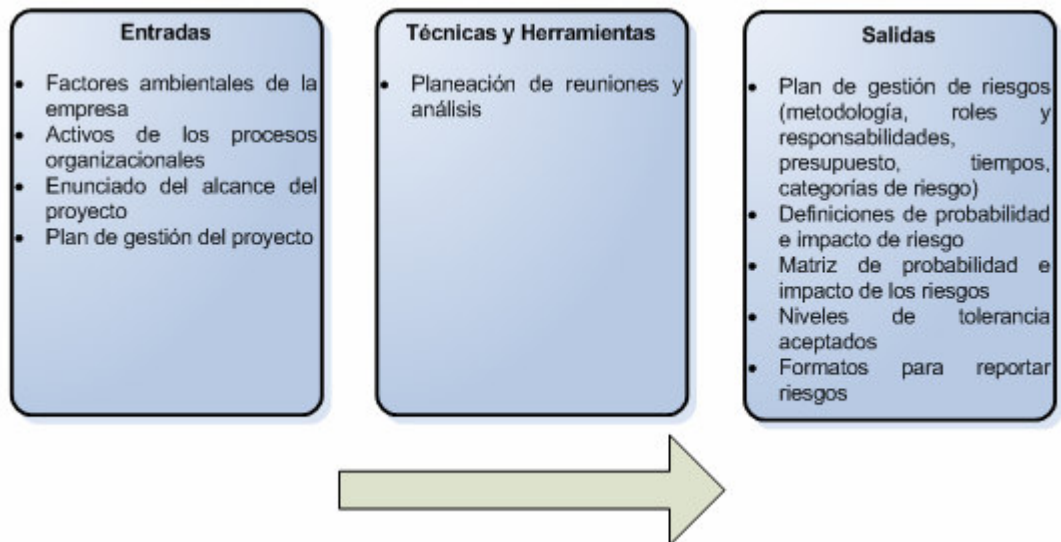 Entradas
• Factores ambientales de la
empresa
• Activos de los procesos
organizacionales
• Enunciado del alcance del
proyecto
• Plan de gestión del proyecto
Técnicas y Herramientas
• Planeación de reuniones y
análisis
Salidas
• Plan de gestión de riesgos
(metodología, roles y
responsabilidades,
presupuesto, tiempos,
categorías de riesgo)
• Definiciones de probabilidad
e impacto de riesgo
• Matriz de probabilidad e
impacto de los riesgos
• Niveles de tolerancia
aceptados
• Formatos para reportar
riesgos